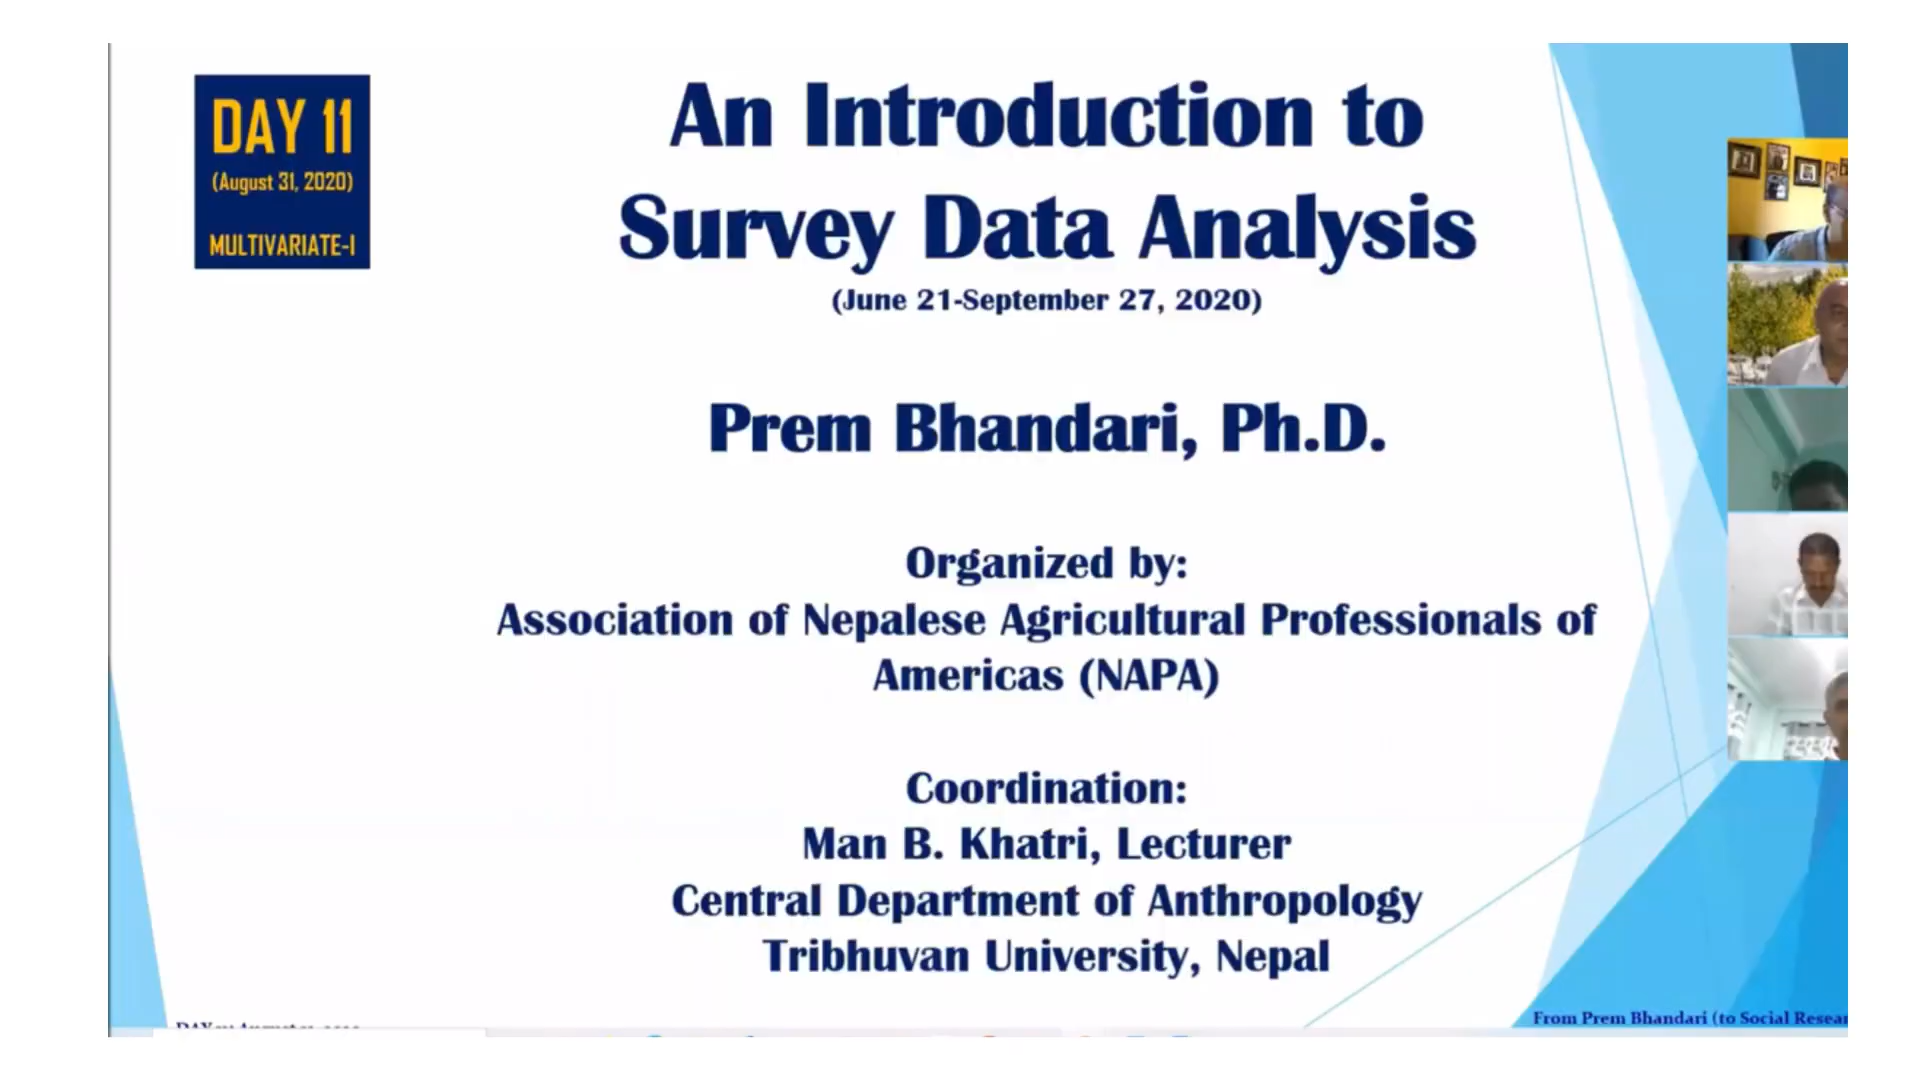 DAY 11
(August 31, 2020)
MULTIVARIATE-I
An Introduction to
Survey Data Analysis
(June 21-September 27, 2020)
Prem Bhandari, Ph.D.
Organized by:
Association of Nepalese Agricultural Professionals of
Americas (NAPA)
Coordination:
Man B. Khatri, Lecturer
Central Department of Anthropology
Tribhuvan University, Nepal
From Prem Bhandari (to Social